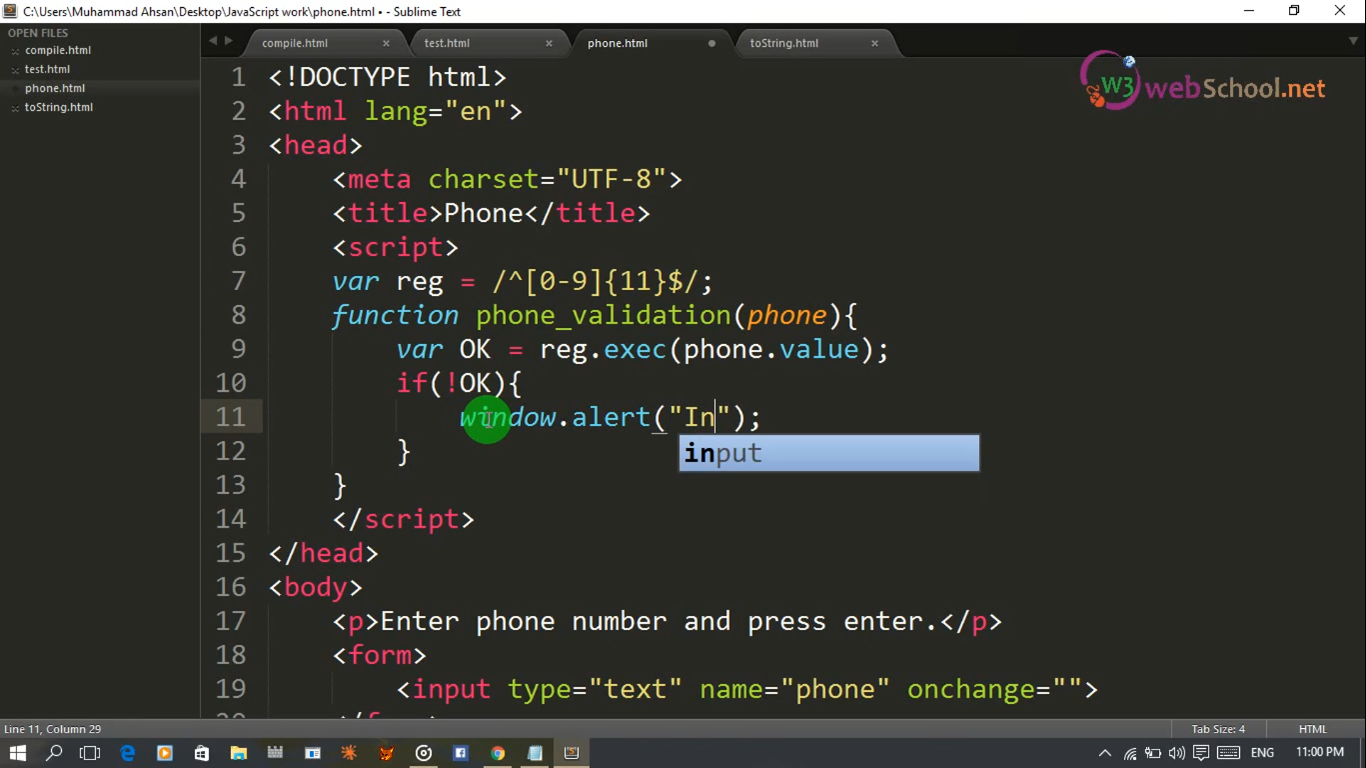 C:\Users\Muhammad Ahsan\Desktop\JavaScript work\phone.html • - Sublime Text
OPEN FILES
compile.html
test.html
phone.html
toString.html
compile.html test.html phone.html toString.html
W3 webSchool.net
1 <!DOCTYPE html>
2 <html lang="en">
3 <head>
4 <meta charset="UTF-8">
5 <title>Phone</title>
6 <script>
7 var reg = /^[0-9]{11}$/;
8 function phone_validation(phone){
9 var OK = reg.exec(phone.value);
10 if(!OK){
11 window.alert("In");
input
12 }
13 }
14 </script>
15 </head>
16 <body>
17 <p>Enter phone number and press enter.</p>
18 <form>
19 <input type="text" name="phone" onchange="">
Line 11, Column 29 Tab Size: 4 HTML
ENG 11:00 PM